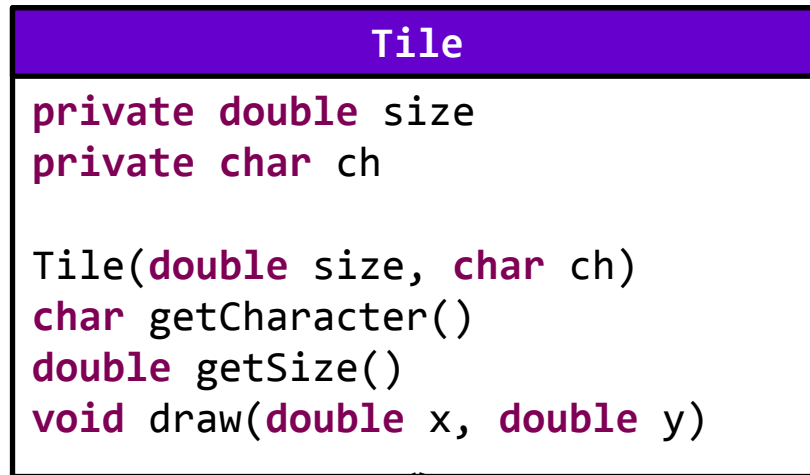 Tile
private double size
private char ch
Tile(double size, char ch)
char getCharacter()
double getSize()
void draw(double x, double y)